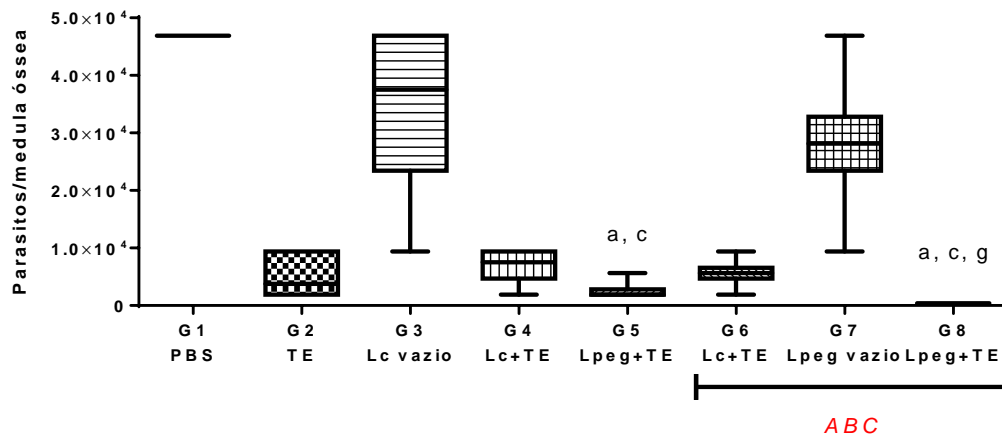 Parasitos/medula óssea
5.0×10⁴
4.0×10⁴
3.0×10⁴
2.0×10⁴
1.0×10⁴
0
a, c
a, c, g
G1 G2 G3 G4 G5 G6 G7 G8
PBS TE Lc vazio Lc+TE Lpeg+TE Lc+TE Lpeg vazio Lpeg+TE
ABC